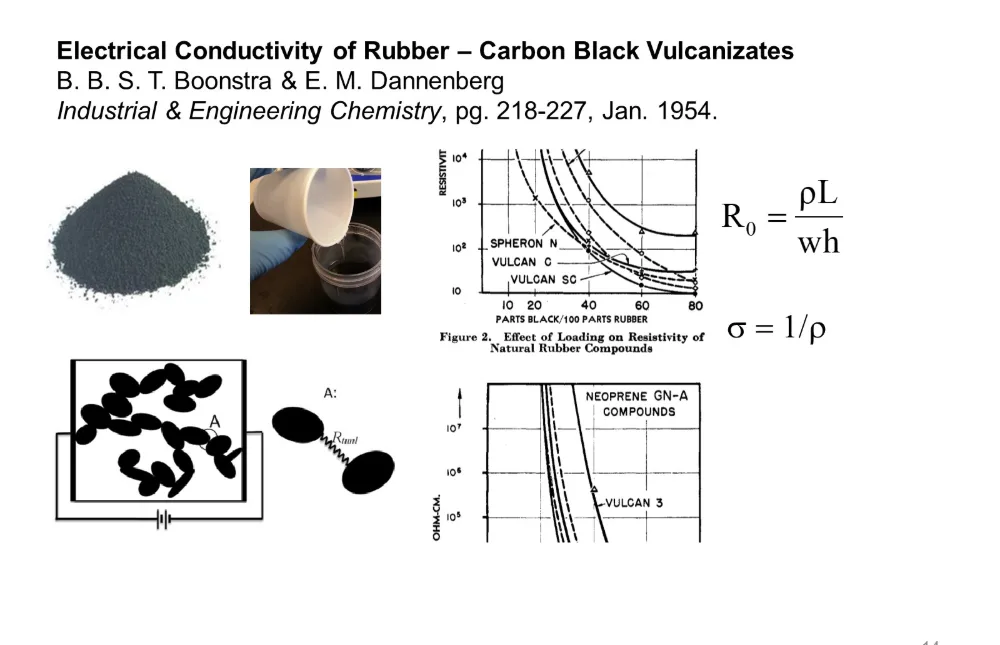 Electrical Conductivity of Rubber – Carbon Black Vulcanizates
B. B. S. T. Boonstra & E. M. Dannenberg
Industrial & Engineering Chemistry, pg. 218-227, Jan. 1954.
10⁴
10³
10²
10
SPHERON N
VULCAN C
VULCAN SC
10 20 40 60 80
PARTS BLACK/100 PARTS RUBBER
Figure 2. Effect of Loading on Resistivity of
Natural Rubber Compounds
R₀ = ρL
wh
σ = 1/ρ
A
A:
Rtunl
NEOPRENE GN-A
COMPOUNDS
10⁷
10⁶
10⁵
VULCAN 3
OHM-CM.